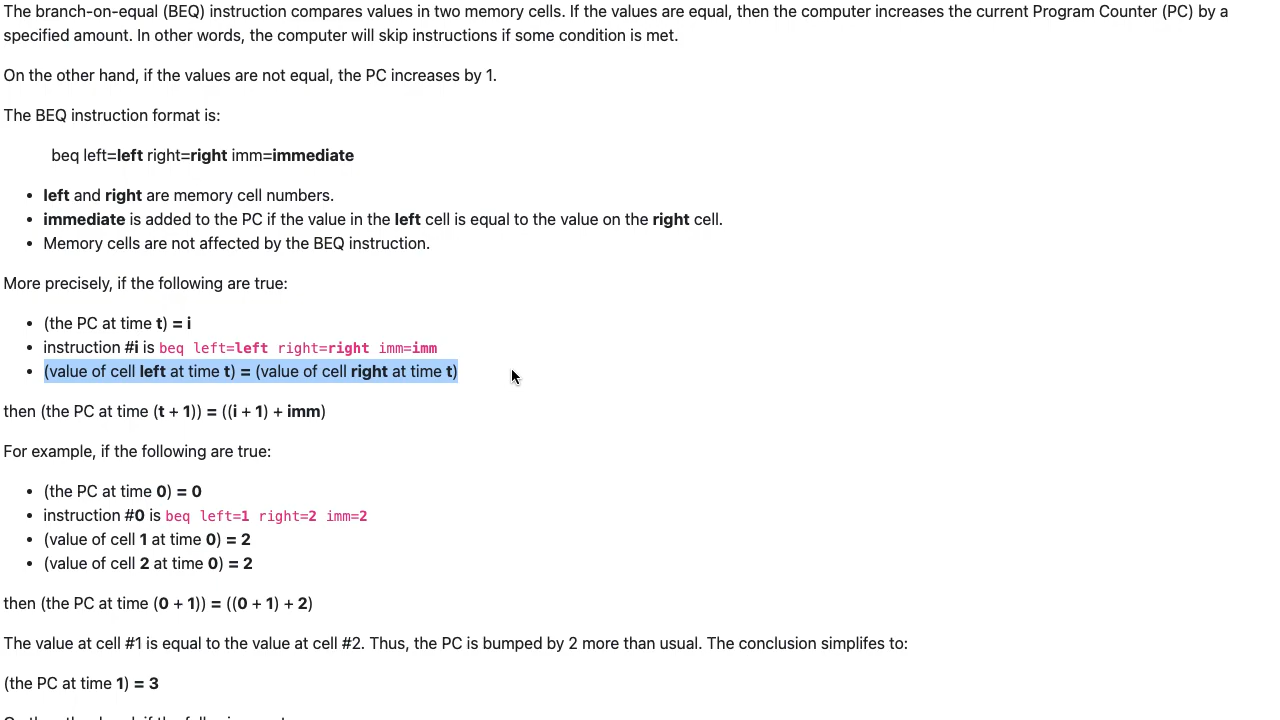 The branch-on-equal (BEQ) instruction compares values in two memory cells. If the values are equal, then the computer increases the current Program Counter (PC) by a
specified amount. In other words, the computer will skip instructions if some condition is met.
On the other hand, if the values are not equal, the PC increases by 1.
The BEQ instruction format is:
beq left=left right=right imm=immediate
• left and right are memory cell numbers.
• immediate is added to the PC if the value in the left cell is equal to the value on the right cell.
• Memory cells are not affected by the BEQ instruction.
More precisely, if the following are true:
• (the PC at time t) = i
• instruction #i is beq left=left right=right imm=imm
• (value of cell left at time t) = (value of cell right at time t)
then (the PC at time (t + 1)) = ((i + 1) + imm)
For example, if the following are true:
• (the PC at time 0) = 0
• instruction #0 is beq left=1 right=2 imm=2
• (value of cell 1 at time 0) = 2
• (value of cell 2 at time 0) = 2
then (the PC at time (0 + 1)) = ((0 + 1) + 2)
The value at cell #1 is equal to the value at cell #2. Thus, the PC is bumped by 2 more than usual. The conclusion simplifes to:
(the PC at time 1) = 3